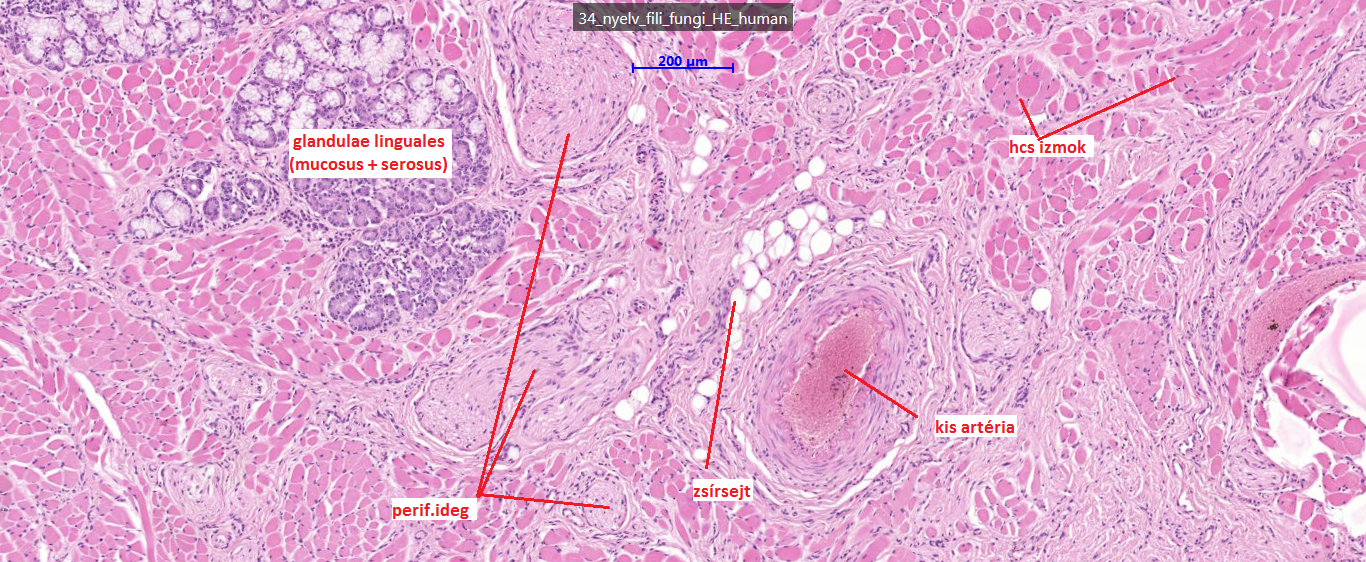 34_nyelv_fili_fungi_HE_human
200 µm
glandulae linguales
(mucosus + serosus)
hcs izmok
kis artéria
zsírsejt
perif.ideg